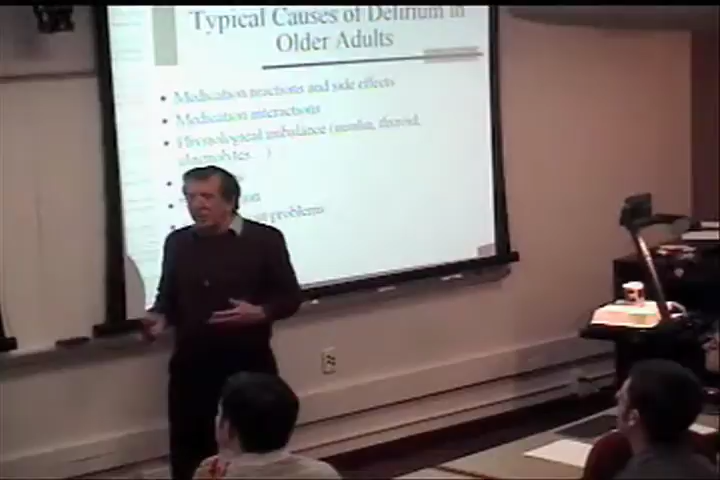 Typical Causes of Delirium in
Older Adults
• Medication reactions and side effects
• Medication interactions
• Physiological imbalance (insulin, thyroid,
electrolytes...)
•
•
problems